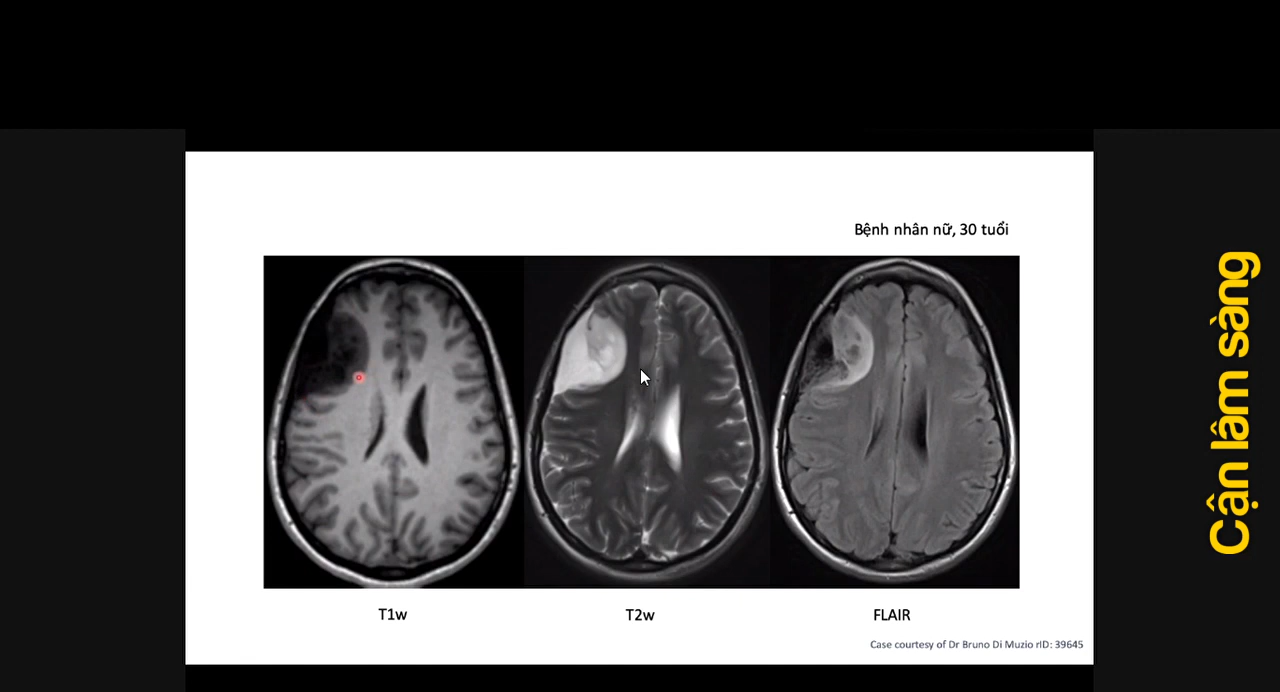 Bệnh nhân nữ, 30 tuổi
T1w
T2w
FLAIR
Case courtesy of Dr Bruno Di Muzio rID: 39645
Cận lâm sàng